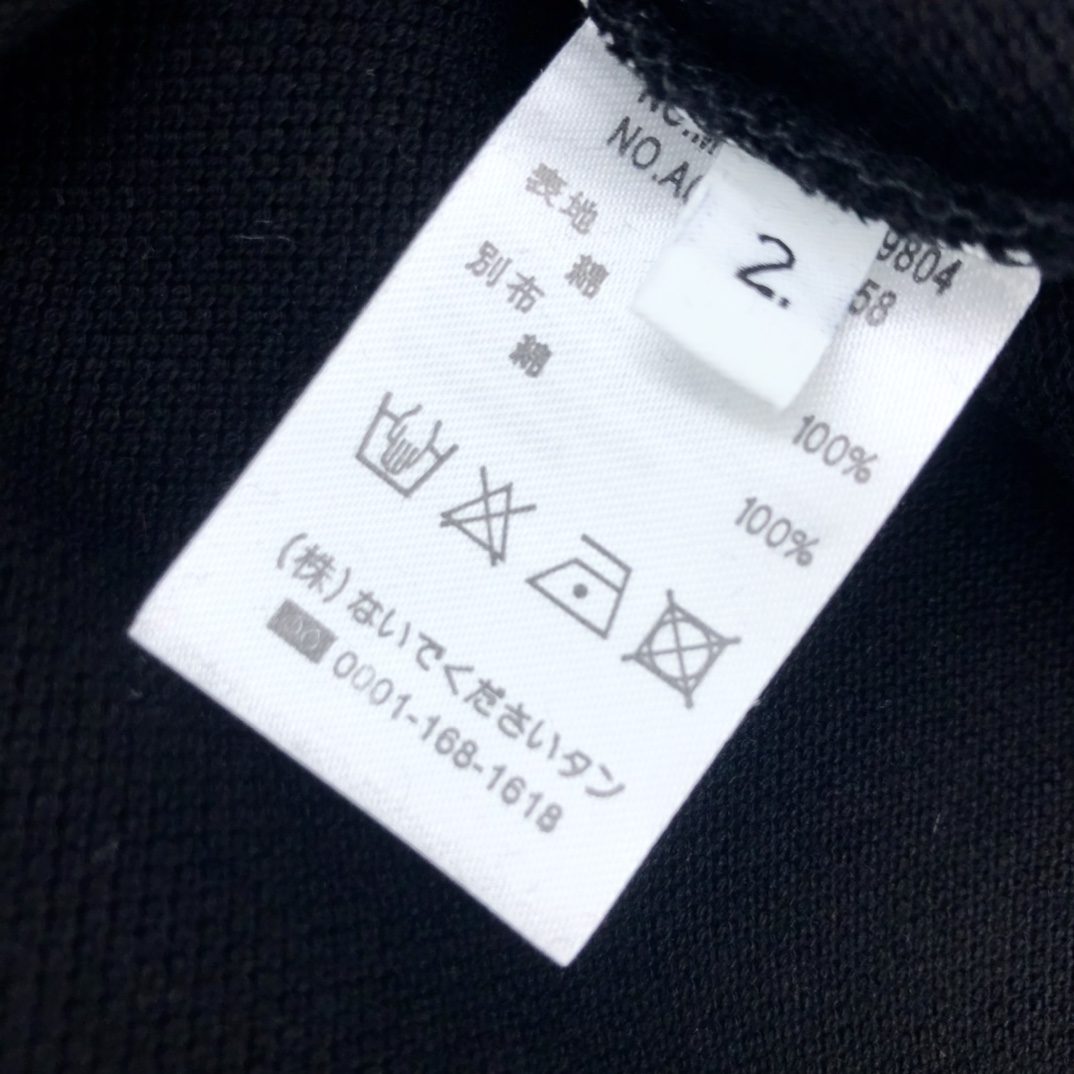 NO.A
9804
58
2.
表地
綿 100%
別布
綿 100%
(株)ないでくださいタン
0001-168-1618